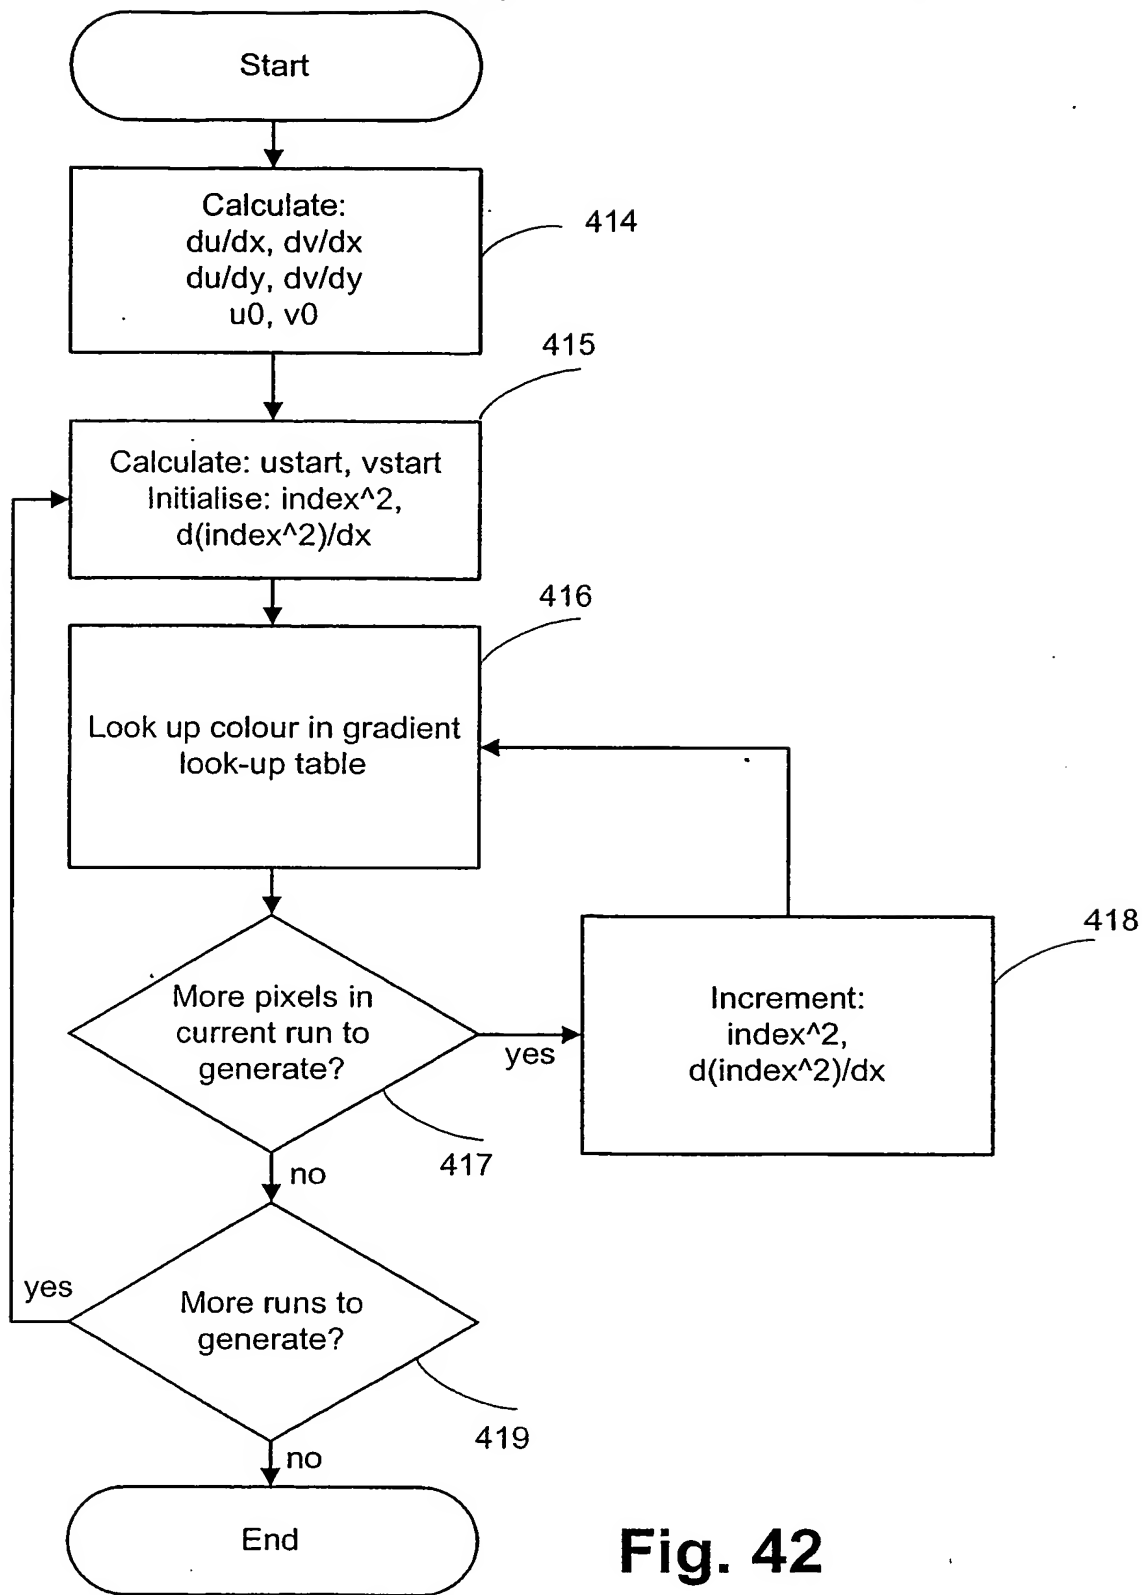 Start
Calculate:
du/dx, dv/dx
du/dy, dv/dy
u0, v0
414
415
Calculate: ustart, vstart
Initialise: index^2,
d(index^2)/dx
416
Look up colour in gradient
look-up table
418
More pixels in
current run to
generate?
yes
Increment:
index^2,
d(index^2)/dx
417
no
yes
More runs to
generate?
419
no
End
Fig. 42